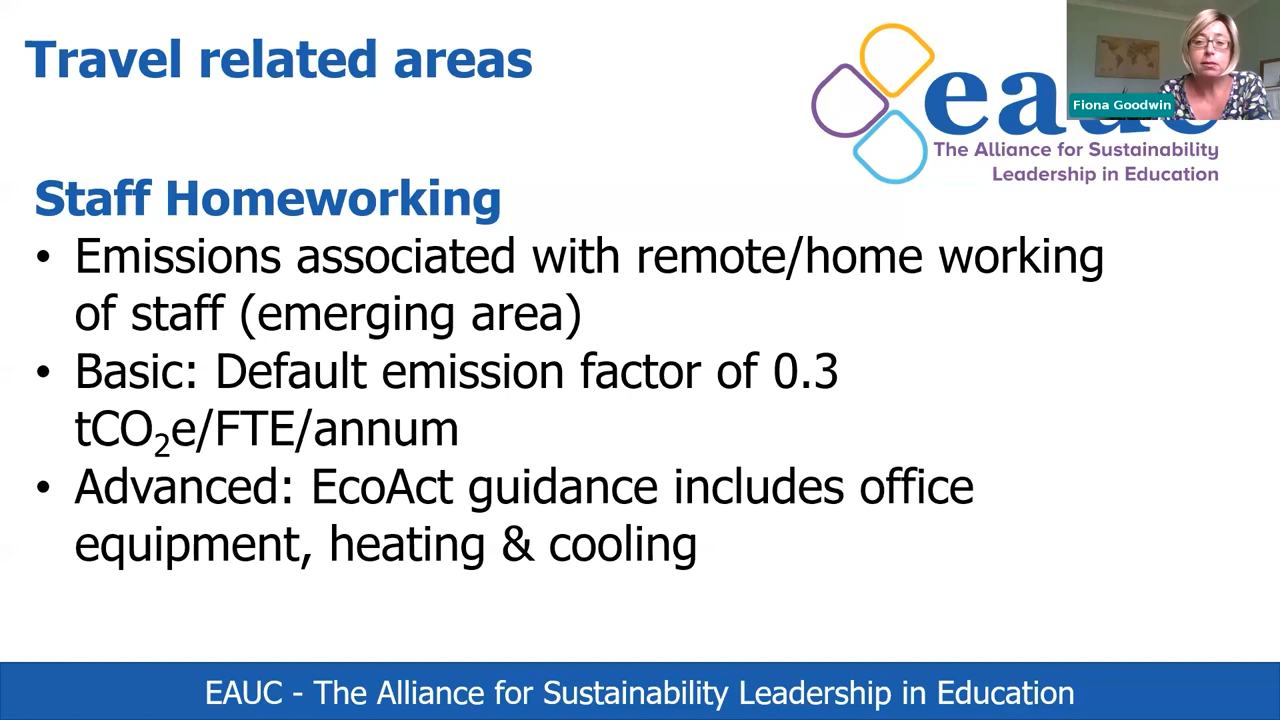 Travel related areas
eauc
Fiona Goodwin
The Alliance for Sustainability
Leadership in Education
Staff Homeworking
• Emissions associated with remote/home working
of staff (emerging area)
• Basic: Default emission factor of 0.3
tCO₂e/FTE/annum
• Advanced: EcoAct guidance includes office
equipment, heating & cooling
EAUC - The Alliance for Sustainability Leadership in Education